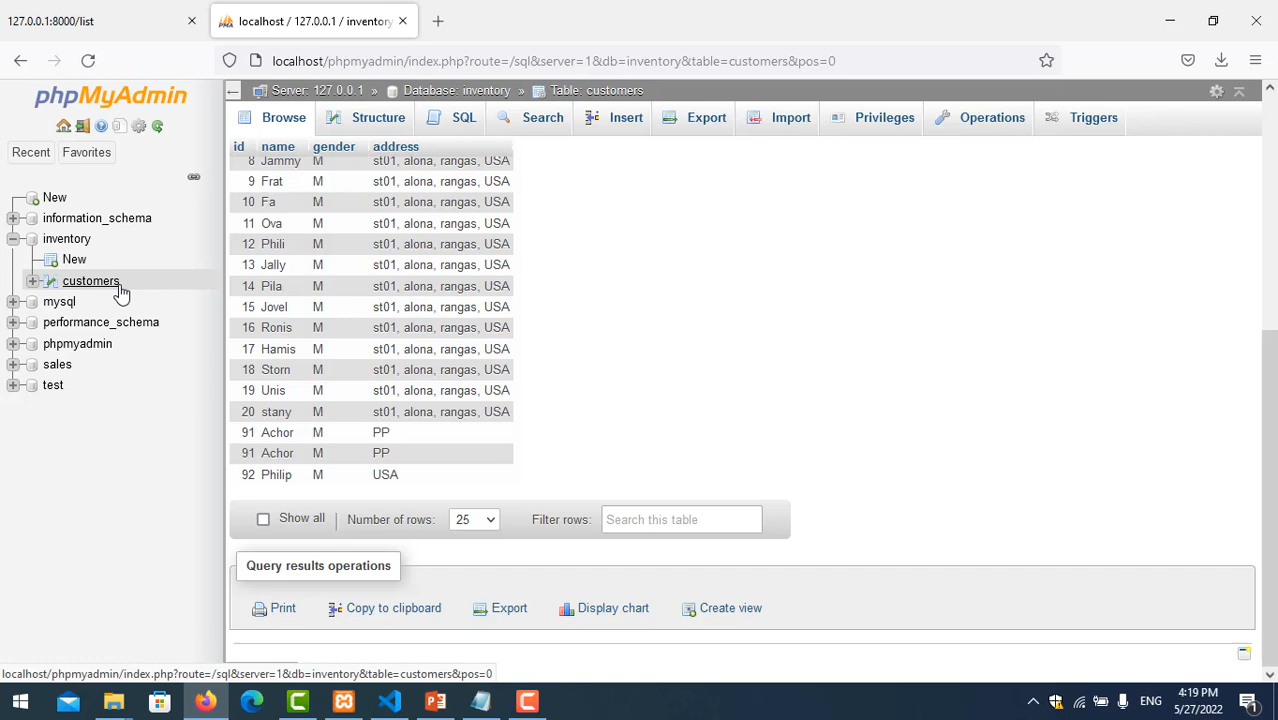 127.0.0.1:8000/list
localhost / 127.0.0.1 / inventory
localhost/phpmyadmin/index.php?route=/sql&server=1&db=inventory&table=customers&pos=0
phpMyAdmin
Recent
Favorites
New
information_schema
inventory
New
customers
mysql
performance_schema
phpmyadmin
sales
test
Server: 127.0.0.1 » Database: inventory » Table: customers
Browse Structure SQL Search Insert Export Import Privileges Operations Triggers
id name gender address
8 Jammy M st01, alona, rangas, USA
9 Frat M st01, alona, rangas, USA
10 Fa M st01, alona, rangas, USA
11 Ova M st01, alona, rangas, USA
12 Phili M st01, alona, rangas, USA
13 Jally M st01, alona, rangas, USA
14 Pila M st01, alona, rangas, USA
15 Jovel M st01, alona, rangas, USA
16 Ronis M st01, alona, rangas, USA
17 Hamis M st01, alona, rangas, USA
18 Storn M st01, alona, rangas, USA
19 Unis M st01, alona, rangas, USA
20 stany M st01, alona, rangas, USA
91 Achor M PP
91 Achor M PP
92 Philip M USA
Show all Number of rows: 25 Filter rows: Search this table
Query results operations
Print Copy to clipboard Export Display chart Create view
localhost/phpmyadmin/index.php?route=/sql&server=1&db=inventory&table=customers&pos=0
ENG
4:19 PM
5/27/2022